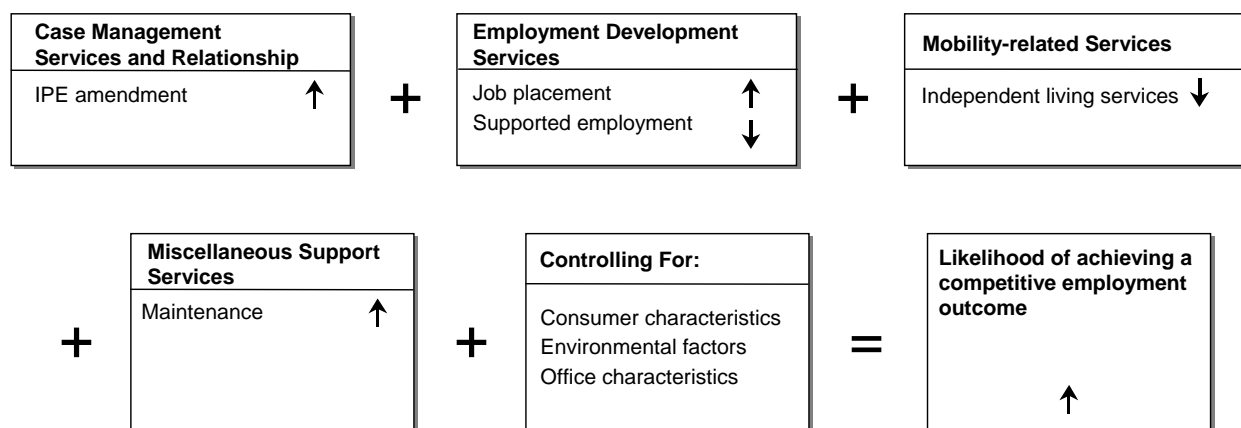 Case Management
Services and Relationship
IPE amendment ↑
+
Employment Development
Services
Job placement ↑
Supported employment ↓
+
Mobility-related Services
Independent living services ↓
+
Miscellaneous Support
Services
Maintenance ↑
+
Controlling For:
Consumer characteristics
Environmental factors
Office characteristics
=
Likelihood of achieving a
competitive employment
outcome
↑